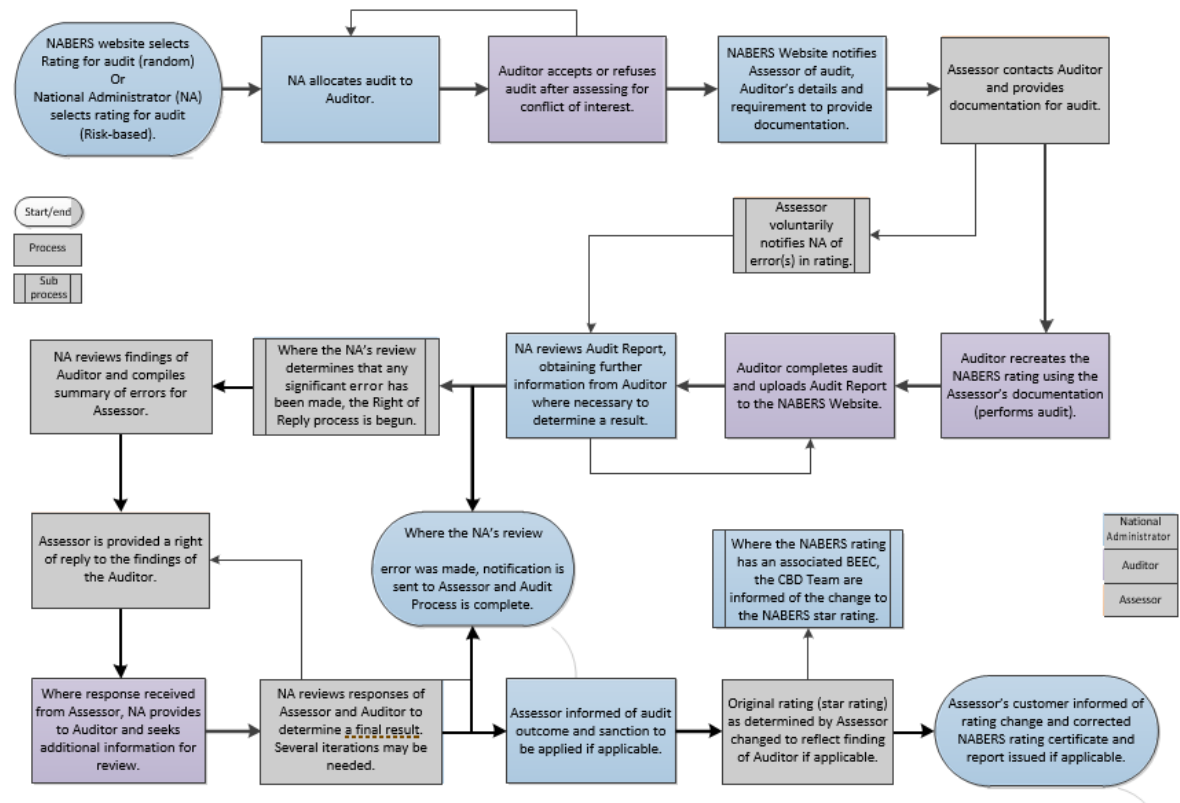 NABERS website selects
Rating for audit (random)
Or
National Administrator (NA)
selects rating for audit
(Risk-based).
NA allocates audit to
Auditor.
Auditor accepts or refuses
audit after assessing for
conflict of interest.
NABERS Website notifies
Assessor of audit,
Auditor's details and
requirement to provide
documentation.
Assessor contacts Auditor
and provides
documentation for audit.
Start/end
Process
Sub
process
Assessor
voluntarily
notifies NA of
error(s) in rating.
NA reviews findings of
Auditor and compiles
summary of errors for
Assessor.
Where the NA's review
determines that any
significant error has
been made, the Right of
Reply process is begun.
NA reviews Audit Report,
obtaining further
information from Auditor
where necessary to
determine a result.
Auditor completes audit
and uploads Audit Report
to the NABERS Website.
Auditor recreates the
NABERS rating using the
Assessor's documentation
(performs audit).
Assessor is provided a right
of reply to the findings of
the Auditor.
Where the NA's review
error was made, notification is
sent to Assessor and Audit
Process is complete.
Where the NABERS rating
has an associated BEEC,
the CBD Team are
informed of the change to
the NABERS star rating.
National
Administrator
Auditor
Assessor
Where response received
from Assessor, NA provides
to Auditor and seeks
additional information for
review.
NA reviews responses of
Assessor and Auditor to
determine a final result.
Several iterations may be
needed.
Assessor informed of audit
outcome and sanction to
be applied if applicable.
Original rating (star rating)
as determined by Assessor
changed to reflect finding
of Auditor if applicable.
Assessor's customer informed of
rating change and corrected
NABERS rating certificate and
report issued if applicable.